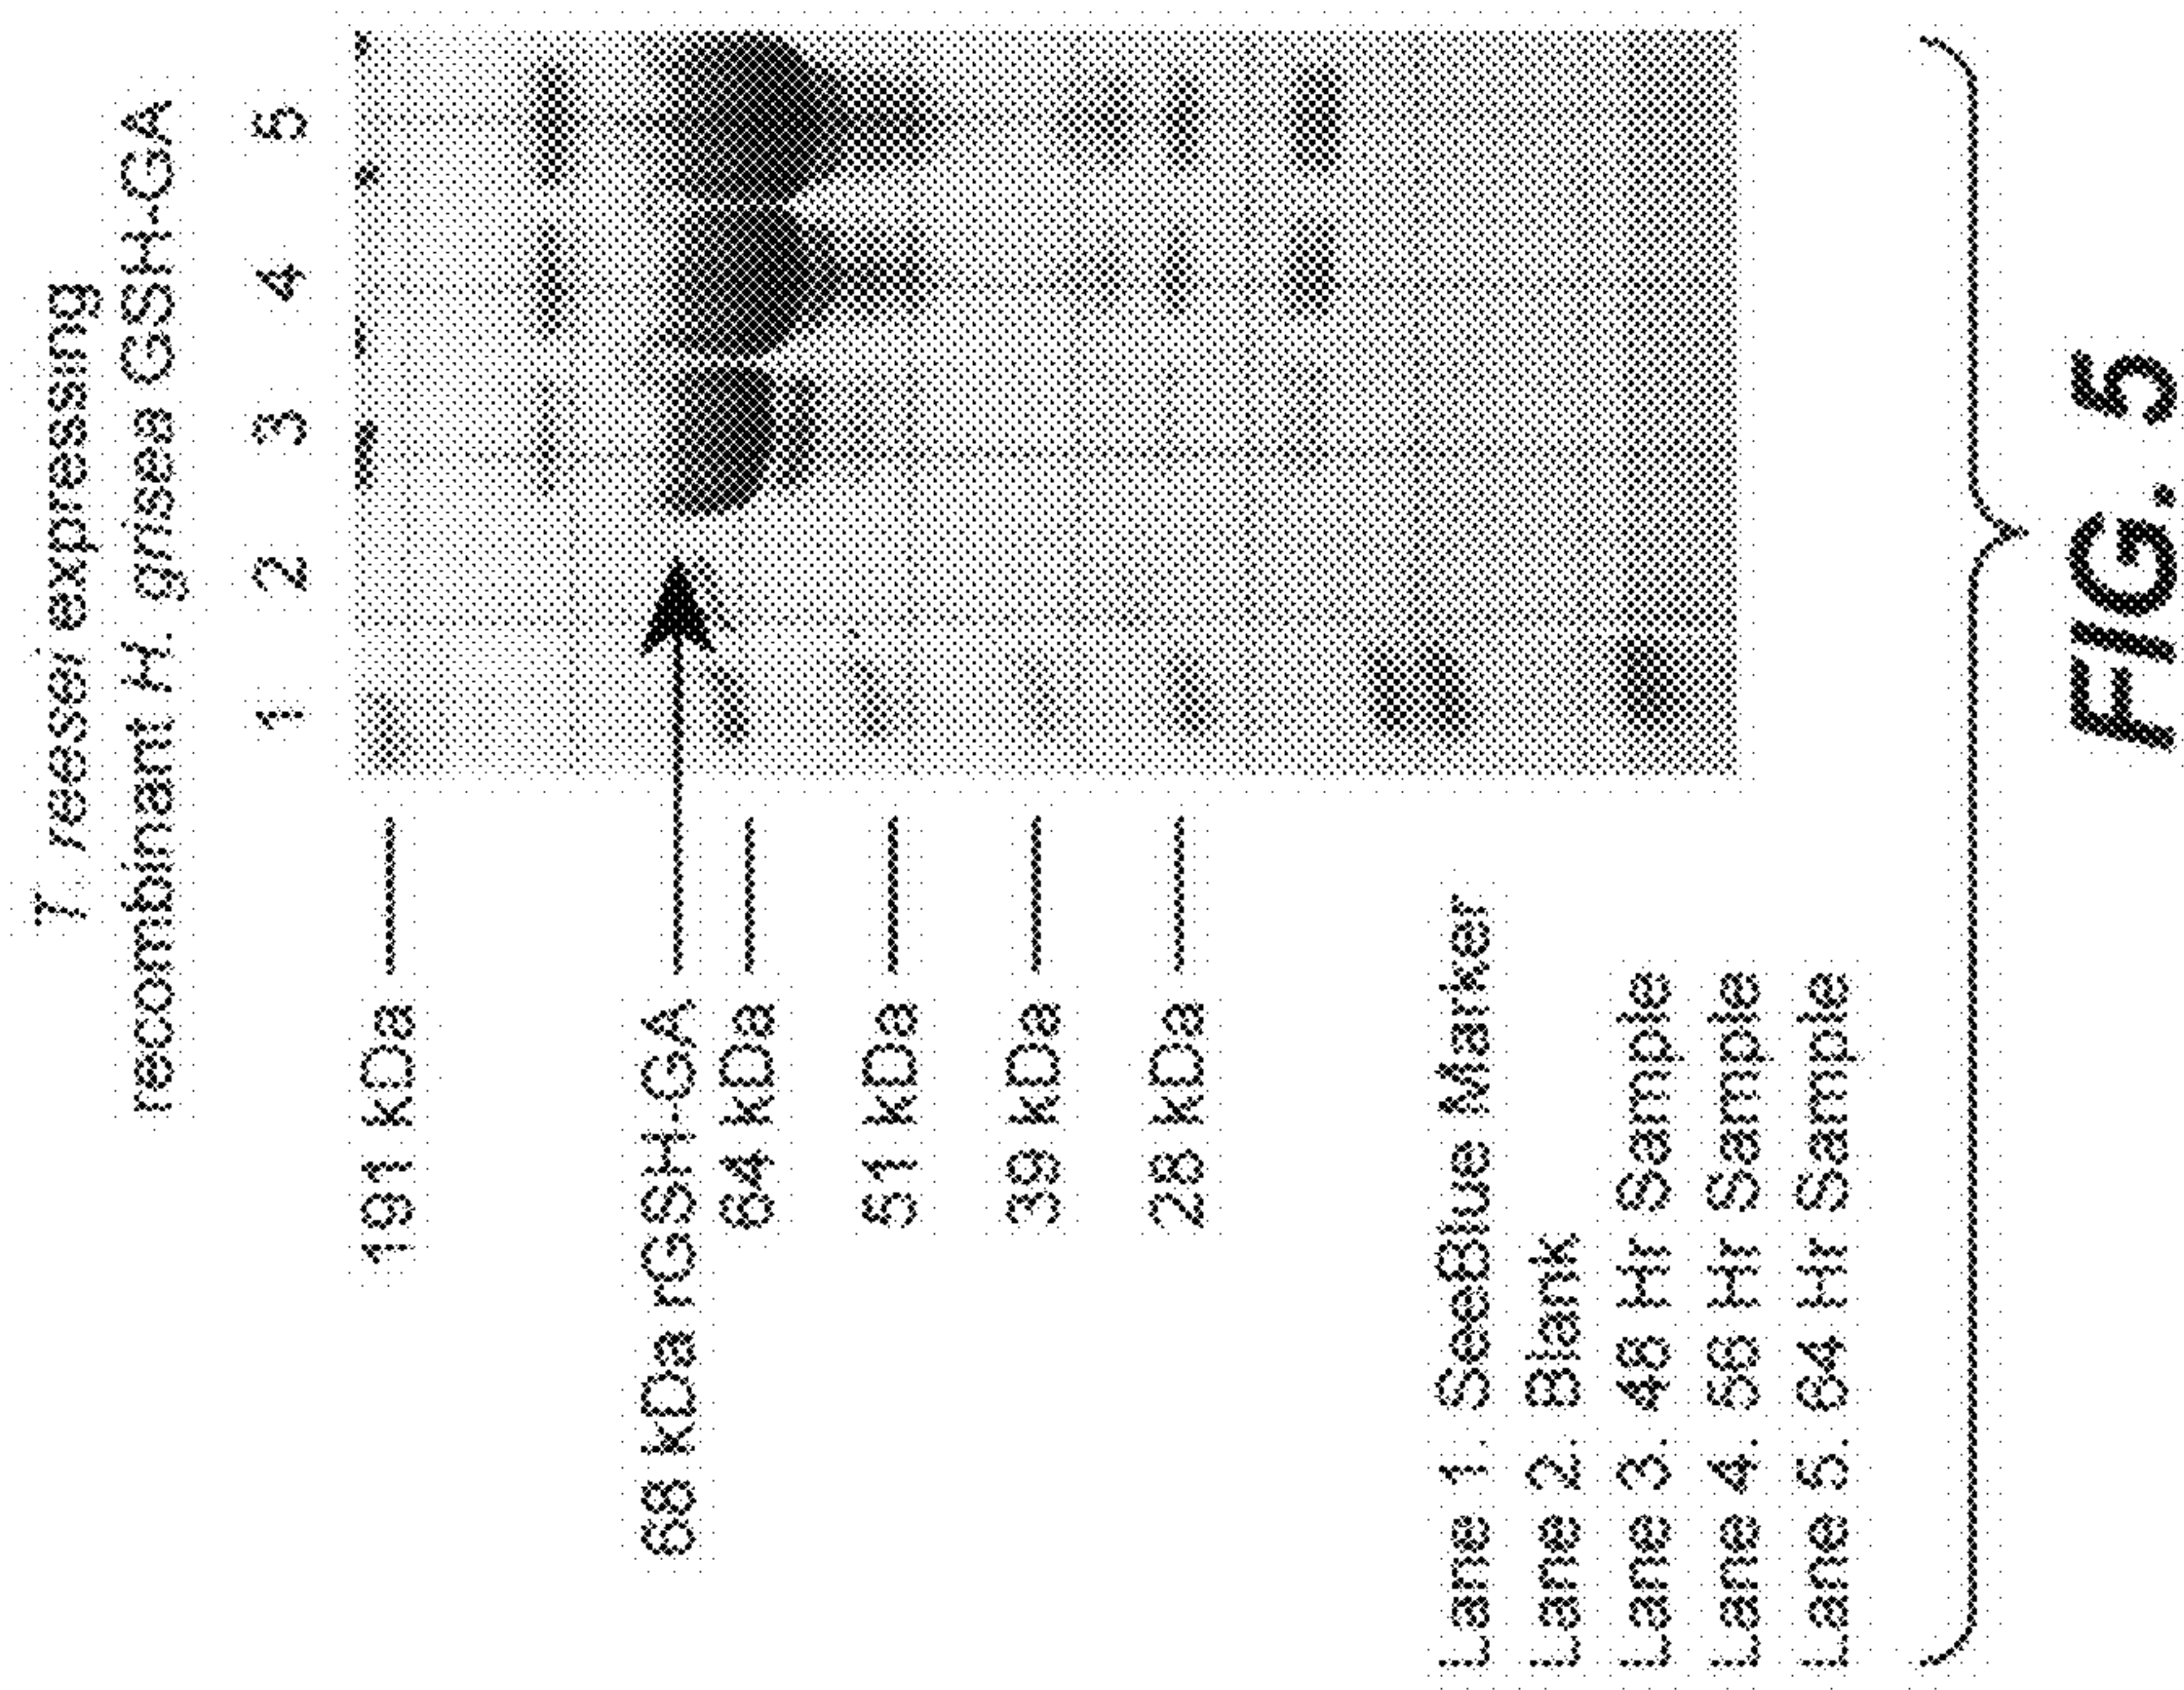 T. reesei expressing
recombinant H. grisea GSH-GA
1 2 3 4 5
191 kDa
68 kDa rGSH-GA
64 kDa
51 kDa
39 kDa
28 kDa
Lane 1. SeeBlue Marker
Lane 2. Blank
Lane 3. 48 Hr Sample
Lane 4. 56 Hr Sample
Lane 5. 64 Hr Sample
FIG. 5